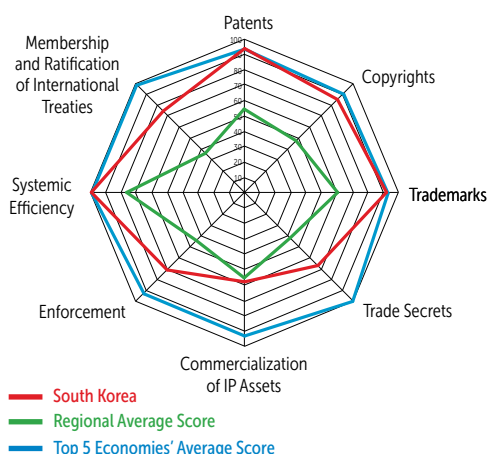 Patents
Membership
and Ratification
of International
Treaties
Copyrights
100
90
80
70
60
50
40
30
20
10
Systemic
Efficiency
Trademarks
Enforcement
Trade Secrets
Commercialization
of IP Assets
South Korea
Regional Average Score
Top 5 Economies' Average Score